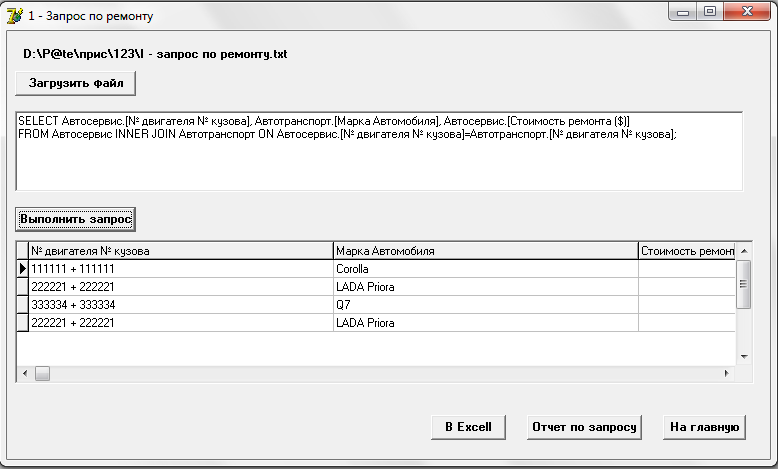 1 - Запрос по ремонту
D:\P@te\прис\123\I - запрос по ремонту.txt
Загрузить файл
SELECT Автосервис.[№ двигателя № кузова], Автотранспорт.[Марка Автомобиля], Автосервис.[Стоимость ремонта ($)]
FROM Автосервис INNER JOIN Автотранспорт ON Автосервис.[№ двигателя № кузова]=Автотранспорт.[№ двигателя № кузова];
Выполнить запрос
№ двигателя № кузова Марка Автомобиля Стоимость ремонт
111111 + 111111 Corolla
222221 + 222221 LADA Priora
333334 + 333334 Q7
222221 + 222221 LADA Priora
В Excell Отчет по запросу На главную